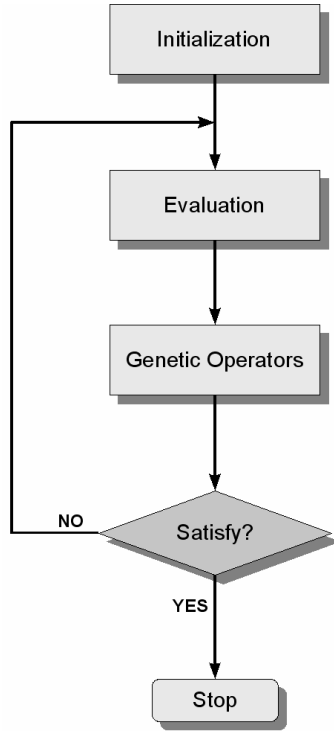 Initialization
Evaluation
Genetic Operators
Satisfy?
NO
YES
Stop